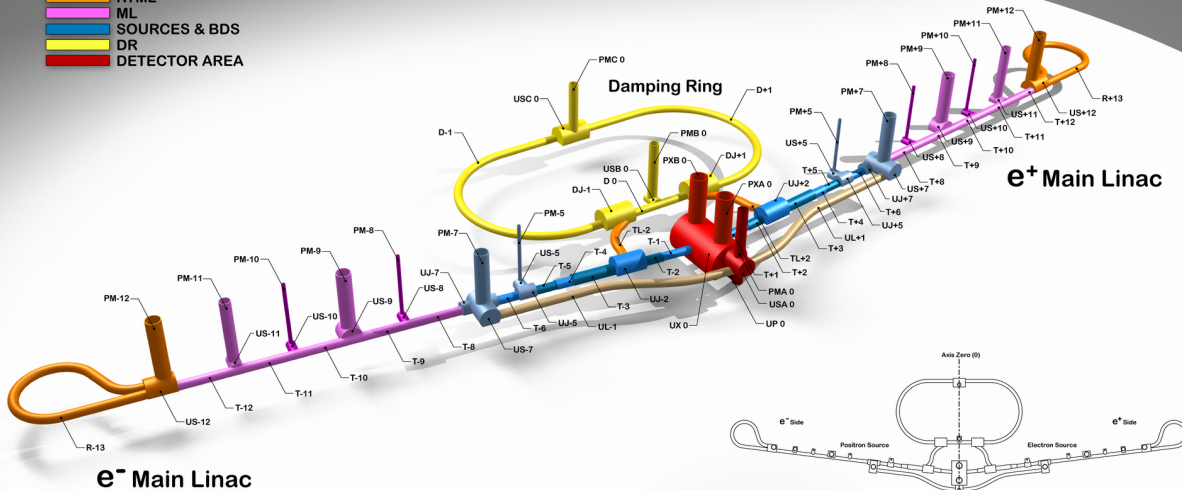 RTML
ML
SOURCES & BDS
DR
DETECTOR AREA
Damping Ring
PMC 0
USC 0
D-1
D+1
PMB 0
USB 0
D 0
DJ-1
DJ+1
PXB 0
PXA 0
TL-2
T-1
T-2
UJ-2
UJ+2
TL+2
T+2
T+1
PMA 0
USA 0
UP 0
UX 0
PM-5
US-5
T-5
T-4
T-3
UL-1
UJ-5
T-6
US-7
UJ-7
PM-7
PM-8
US-8
T-8
T-9
PM-9
US-9
PM-10
US-10
T-10
PM-11
US-11
T-11
PM-12
T-12
US-12
R-13
e- Main Linac
PM+5
US+5
T+5
T+3
UL+1
T+4
UJ+5
T+6
UJ+7
US+7
PM+7
T+8
PM+8
US+8
T+9
PM+9
US+9
T+10
PM+10
US+10
T+11
PM+11
US+11
T+12
PM+12
US+12
R+13
e+ Main Linac
Axis Zero (0)
e- Side
e+ Side
Positron Source
Electron Source